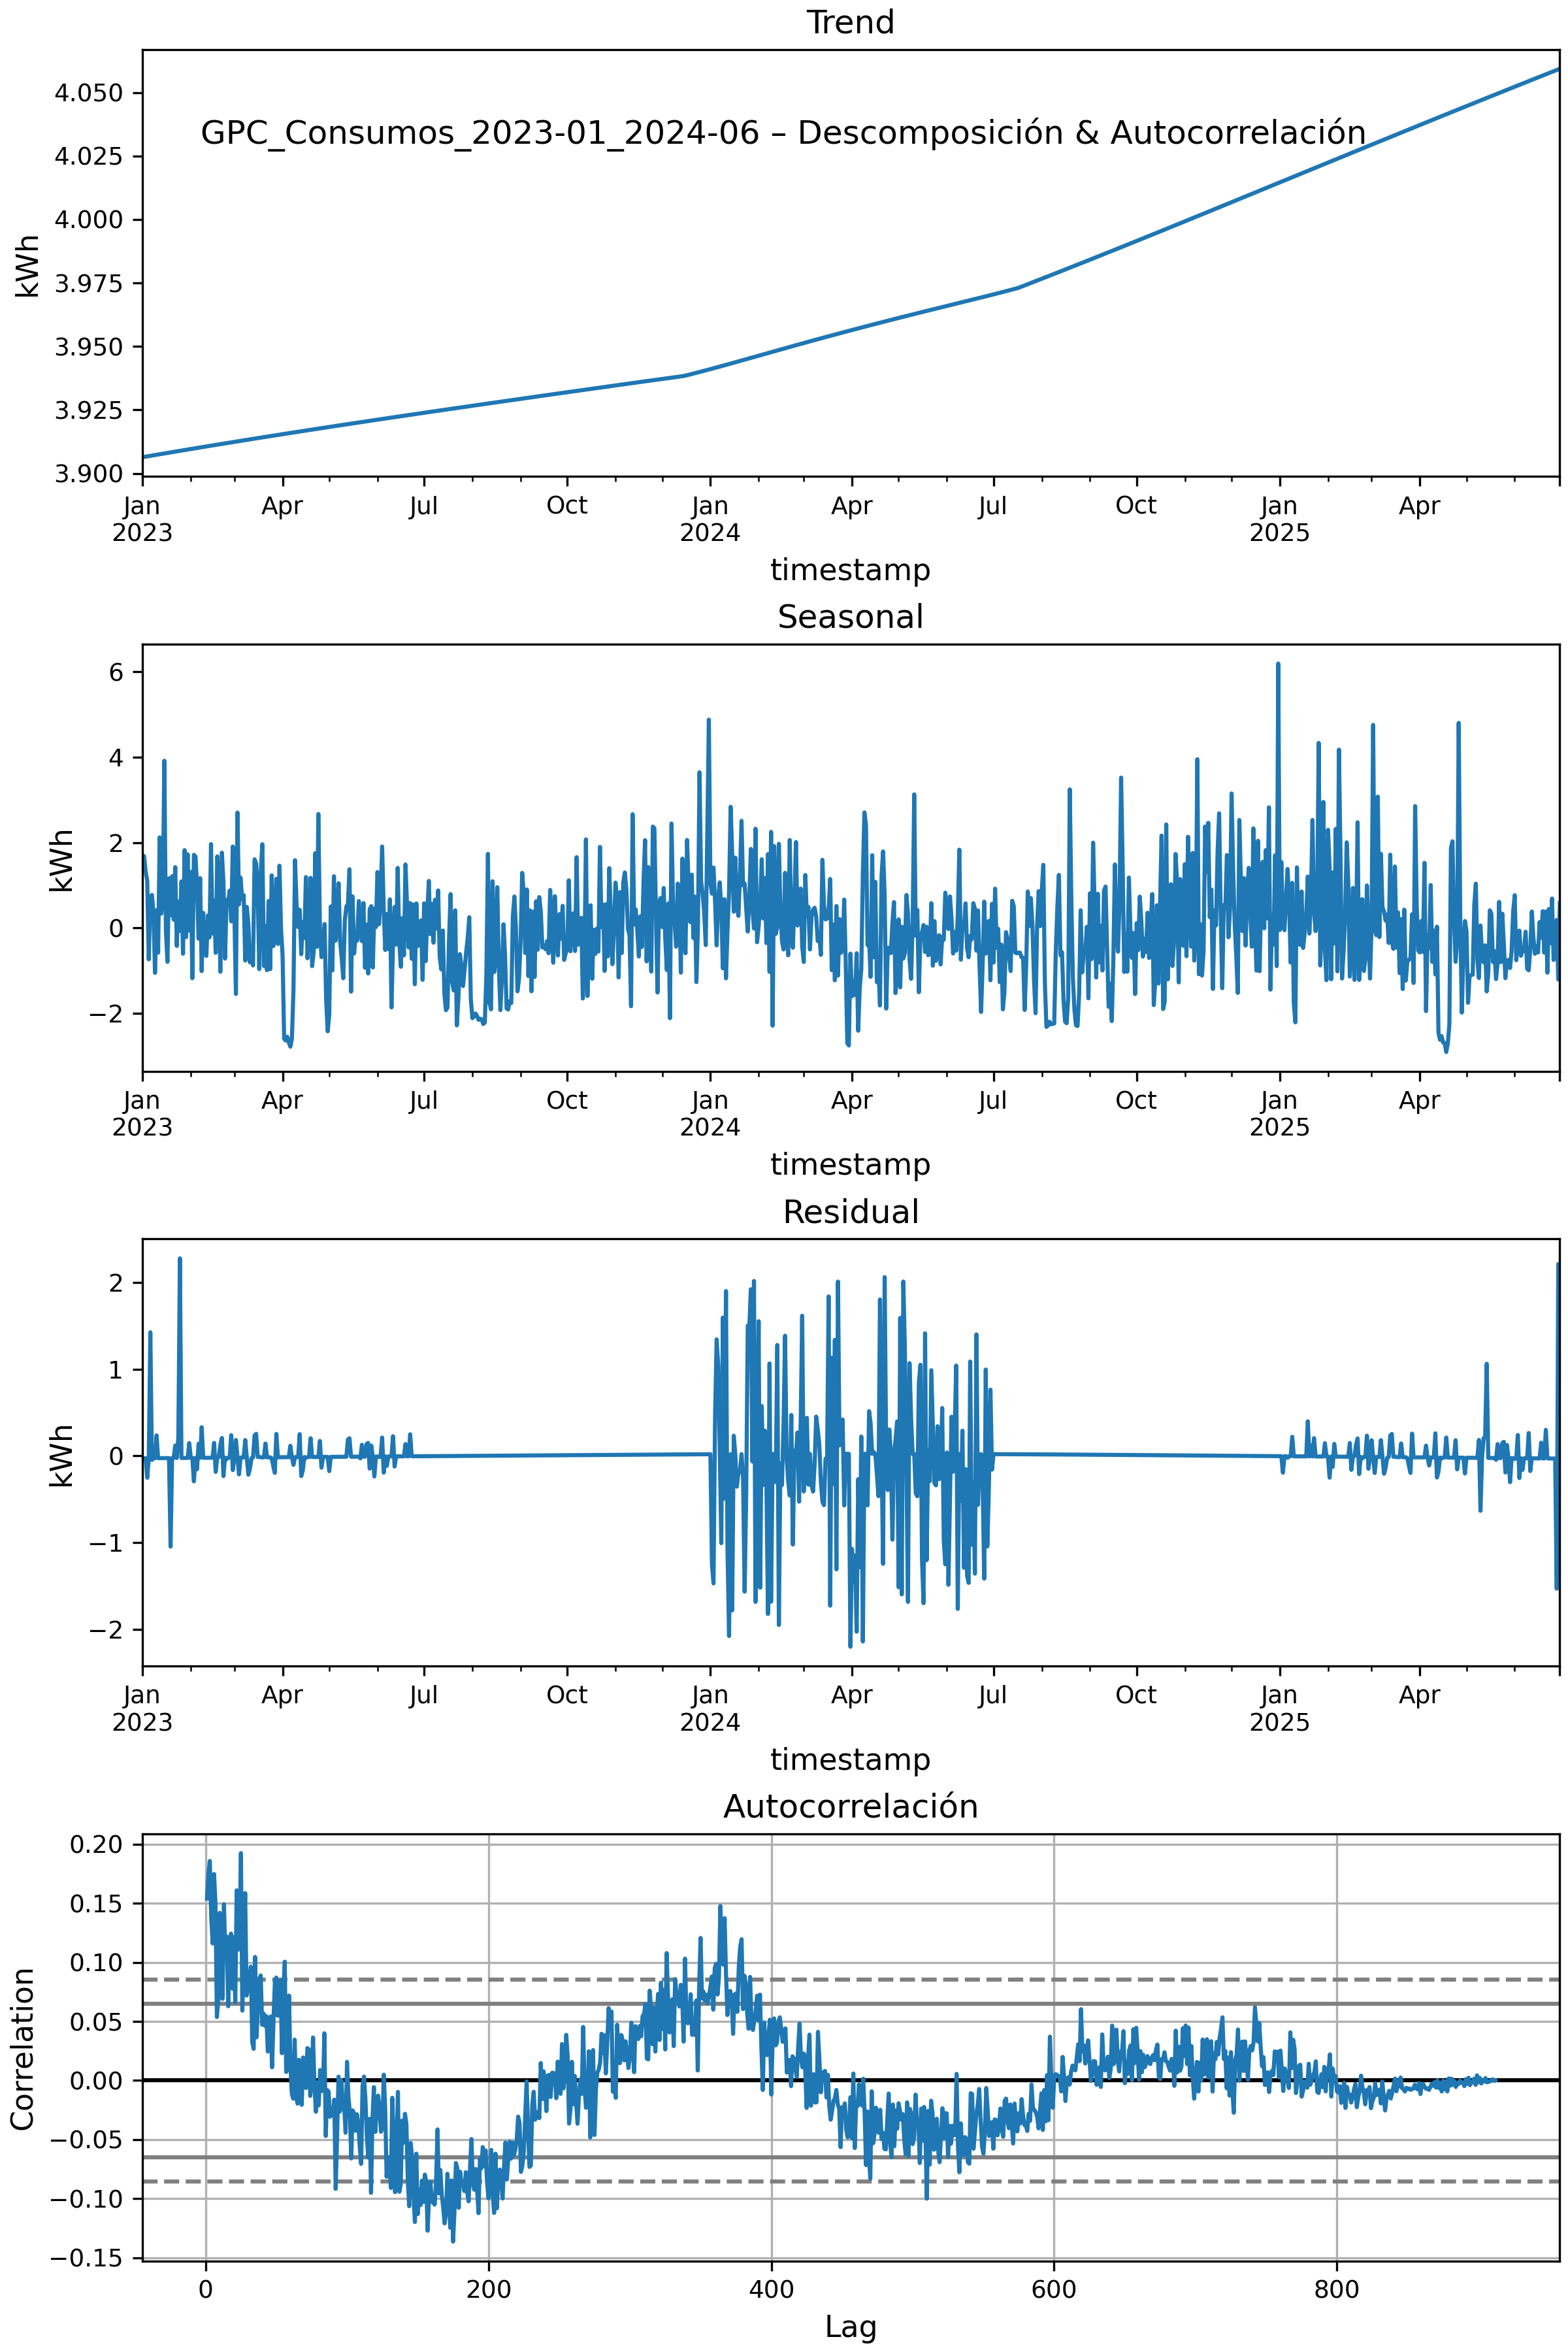 Trend
4.050
GPC_Consumos_2023-01_2024-06 – Descomposición & Autocorrelación
4.025
4.000
kWh
3.975
3.950
3.925
3.900
Jan Apr Jul Oct Jan Apr Jul Oct Jan Apr
2023 2024 2025
timestamp
Seasonal
6
4
2
kWh
0
−2
Jan Apr Jul Oct Jan Apr Jul Oct Jan Apr
2023 2024 2025
timestamp
Residual
2
1
0
kWh
−1
−2
Jan Apr Jul Oct Jan Apr Jul Oct Jan Apr
2023 2024 2025
timestamp
Autocorrelación
0.20
0.15
0.10
0.05
0.00
Correlation
−0.05
−0.10
−0.15
0 200 400 600 800
Lag